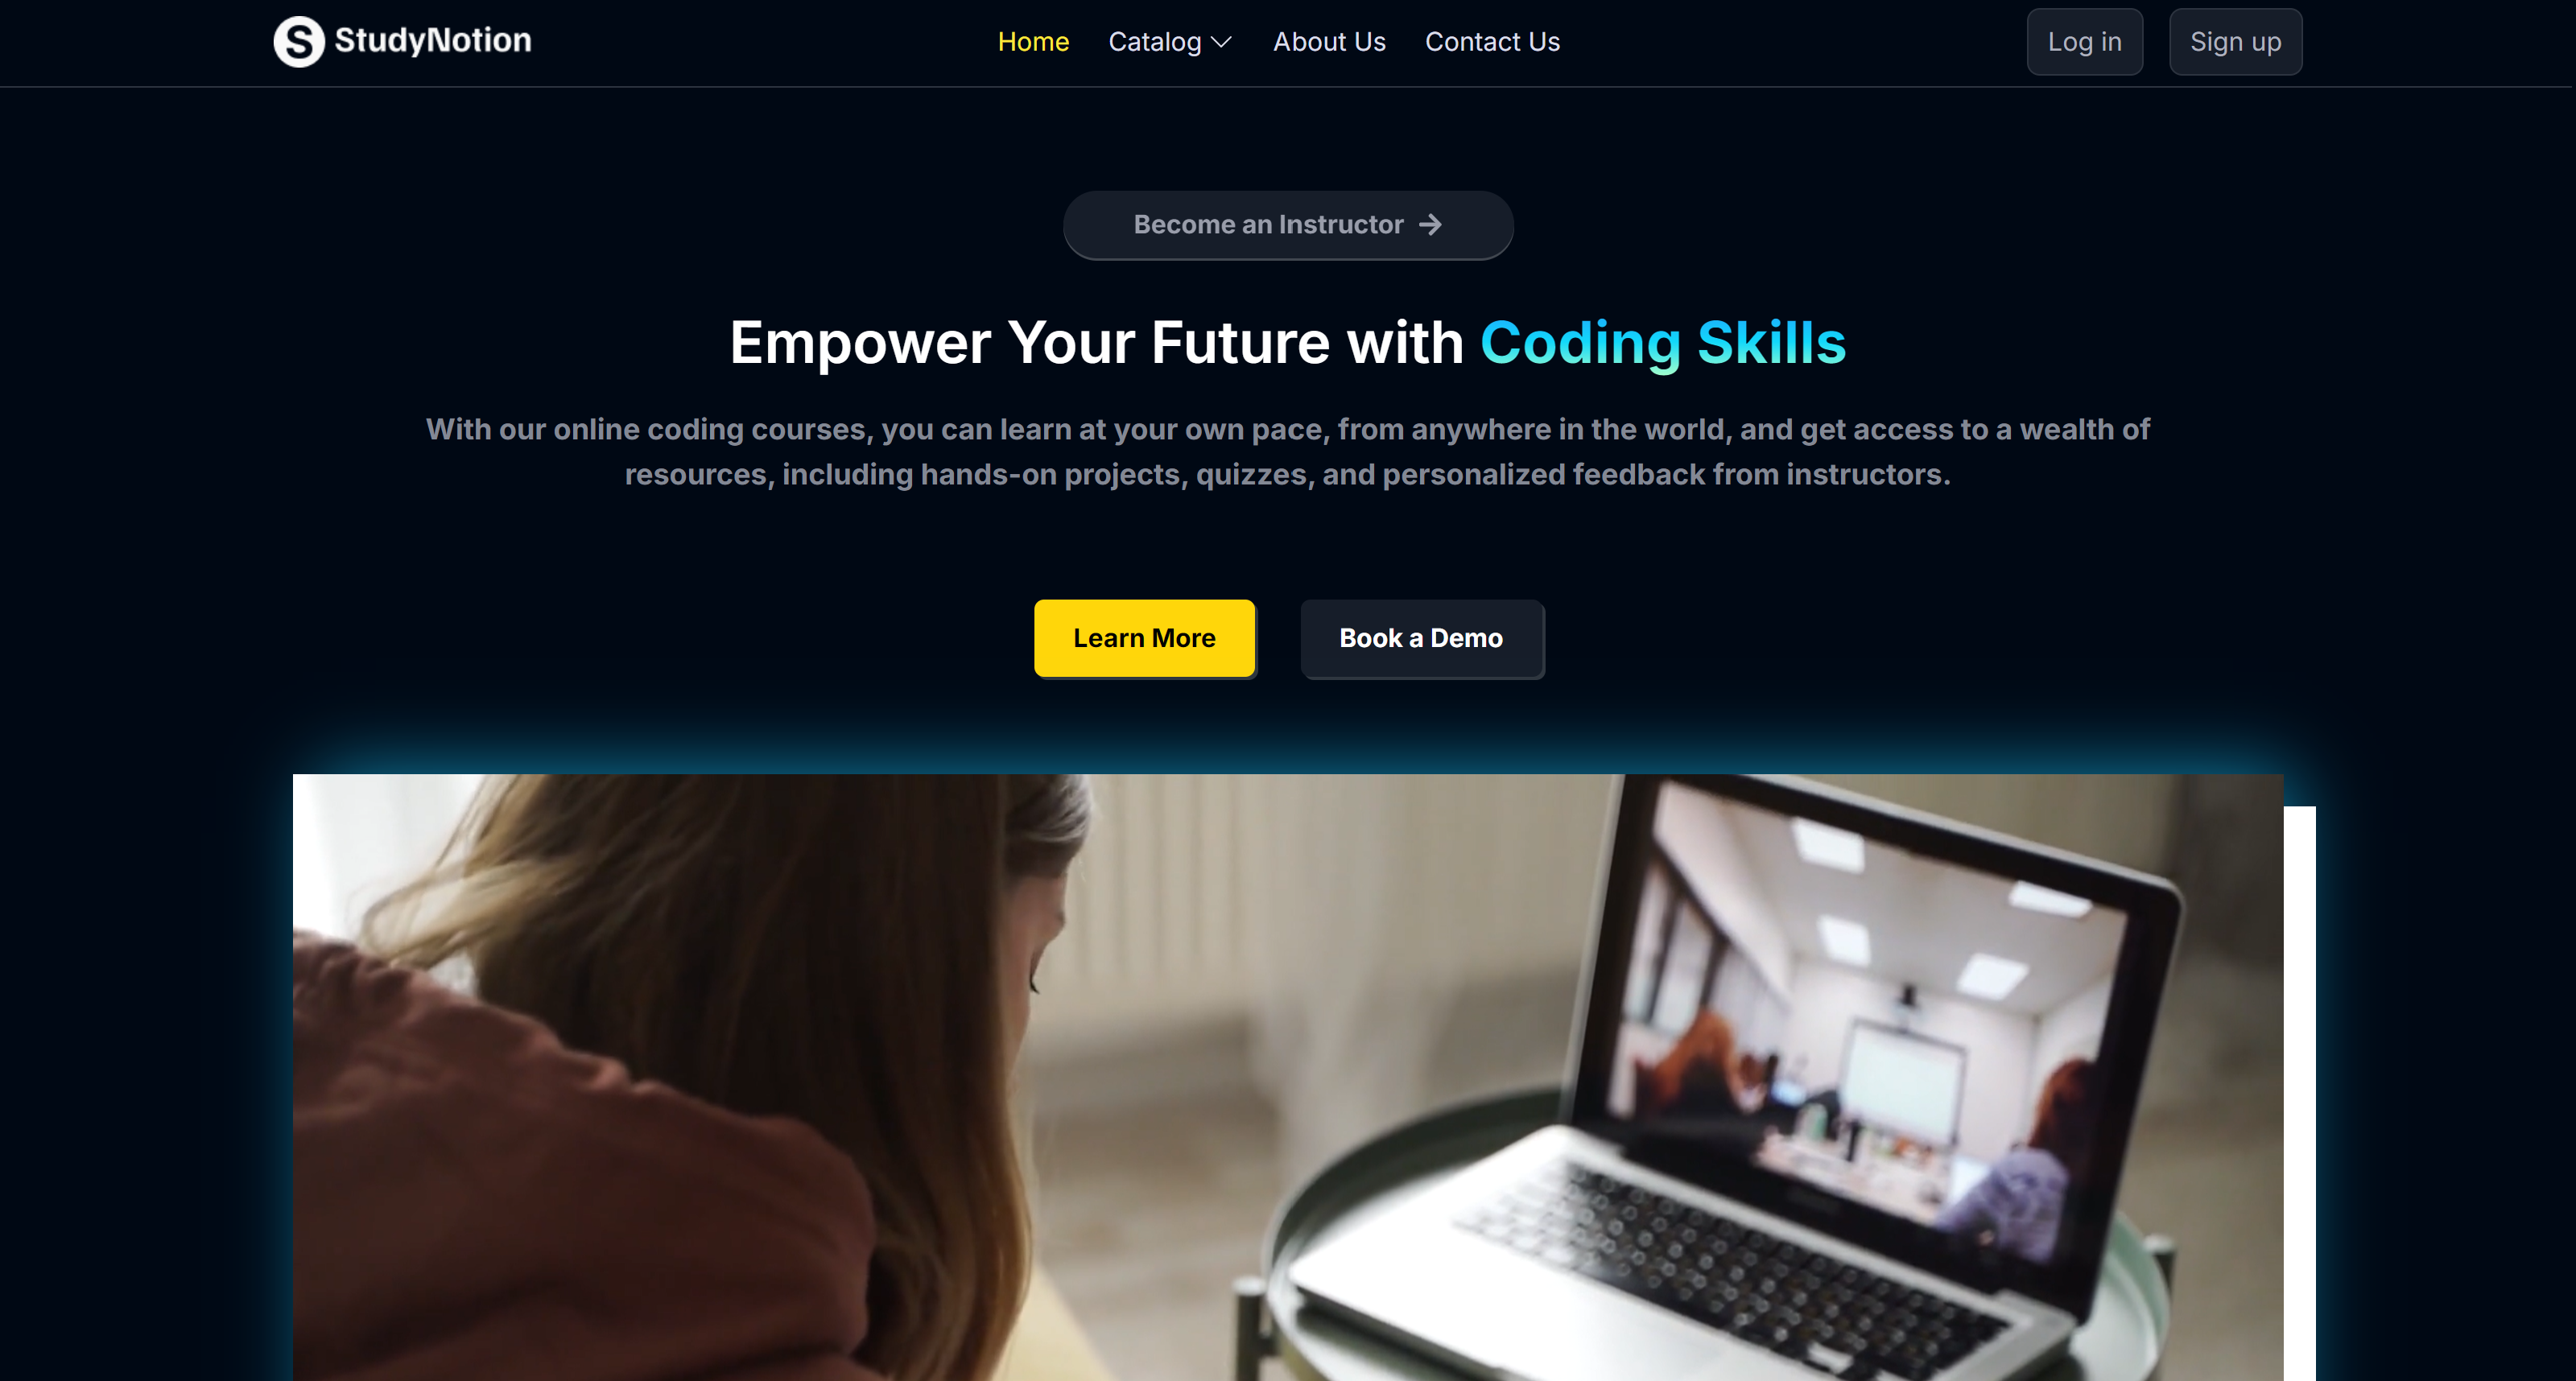 StudyNotion
Home Catalog About Us Contact Us
Log in Sign up
Become an Instructor
Empower Your Future with Coding Skills
With our online coding courses, you can learn at your own pace, from anywhere in the world, and get access to a wealth of
resources, including hands-on projects, quizzes, and personalized feedback from instructors.
Learn More Book a Demo